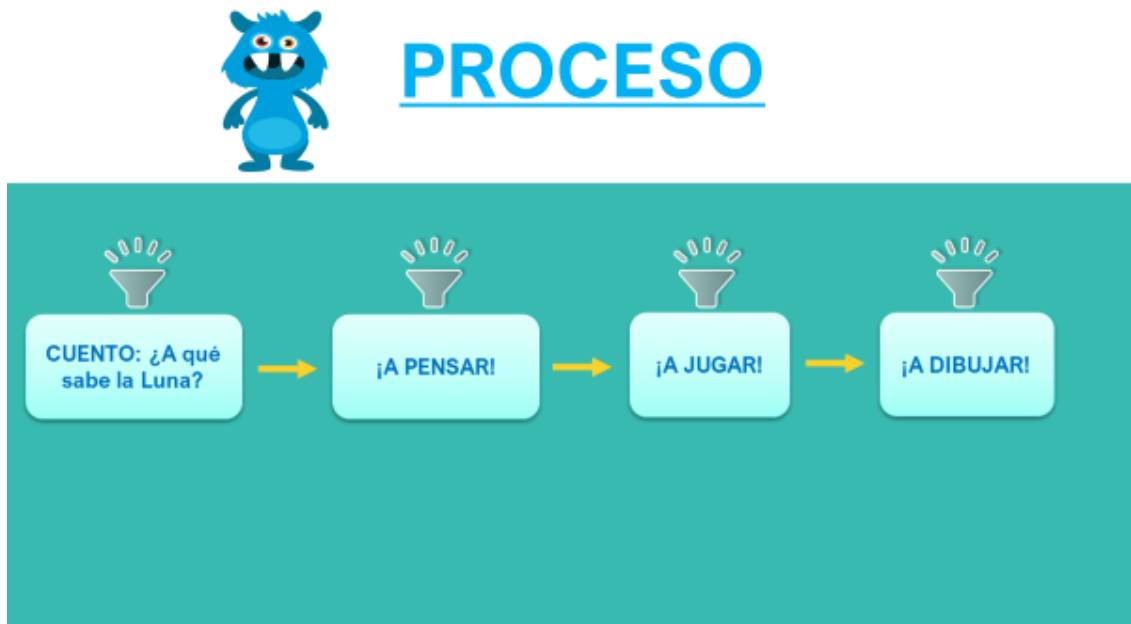 PROCESO
CUENTO: ¿A qué
sabe la Luna?
¡A PENSAR!
¡A JUGAR!
¡A DIBUJAR!